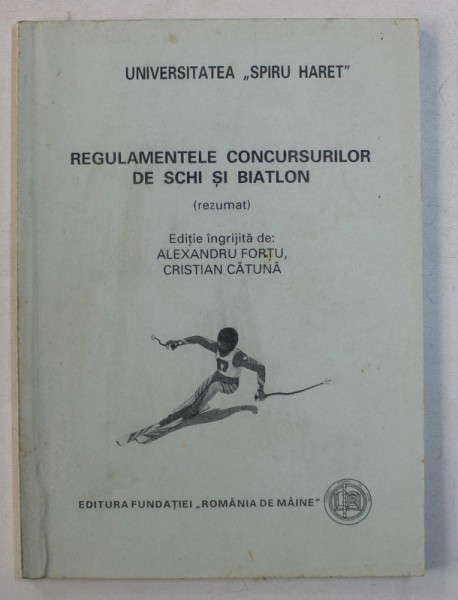 UNIVERSITATEA „SPIRU HARET”
REGULAMENTELE CONCURSURILOR
DE SCHI ȘI BIATLON
(rezumat)
Ediție îngrijită de:
ALEXANDRU FORȚU,
CRISTIAN CĂTUNĂ
EDITURA FUNDAȚIEI „ROMÂNIA DE MÂINE”